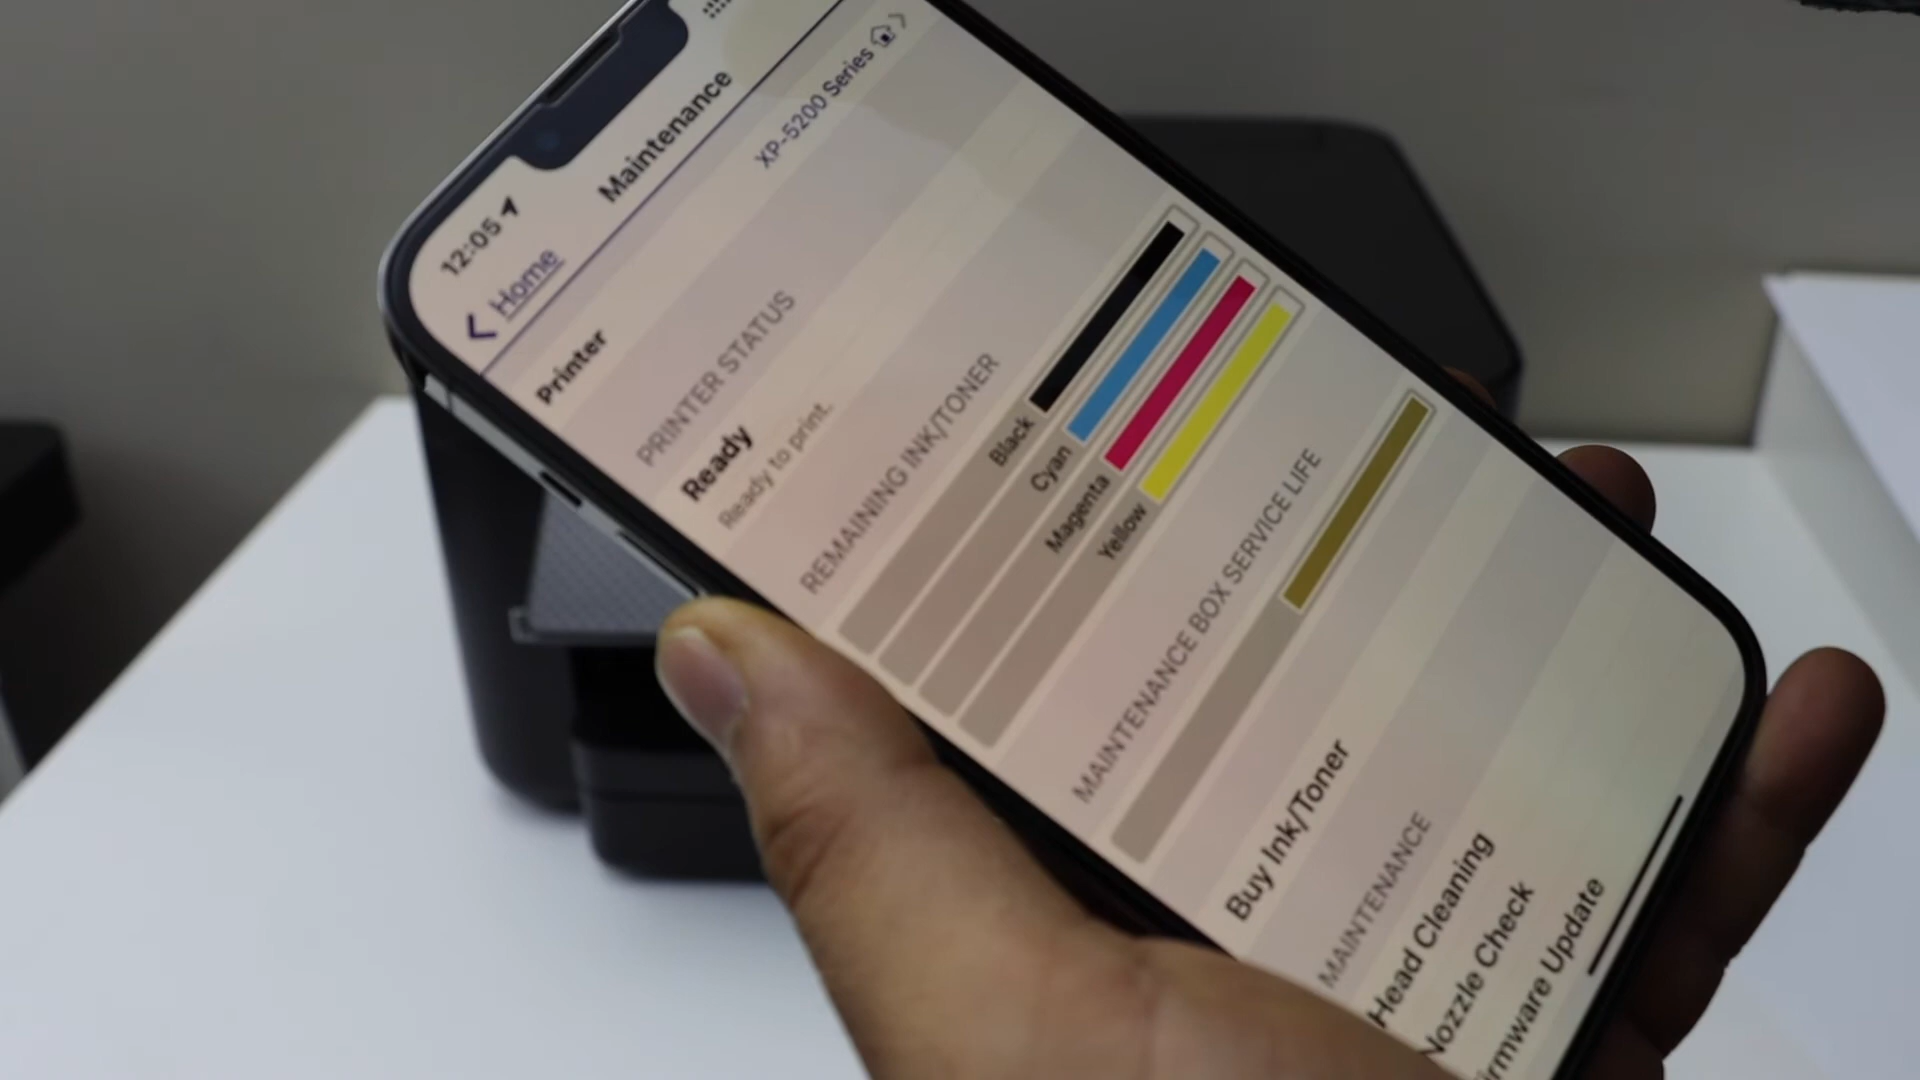 12:05
Home
Maintenance
Printer
XP-5200 Series
PRINTER STATUS
Ready
Ready to print.
REMAINING INK/TONER
Black
Cyan
Magenta
Yellow
MAINTENANCE BOX SERVICE LIFE
Buy Ink/Toner
MAINTENANCE
Head Cleaning
Nozzle Check
irmware Update